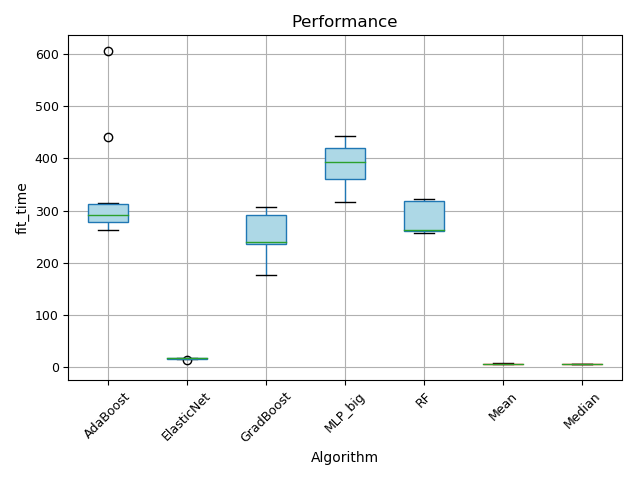 Performance
fit_time
600
500
400
300
200
100
0
AdaBoost
ElasticNet
GradBoost
MLP_big
RF
Mean
Median
Algorithm